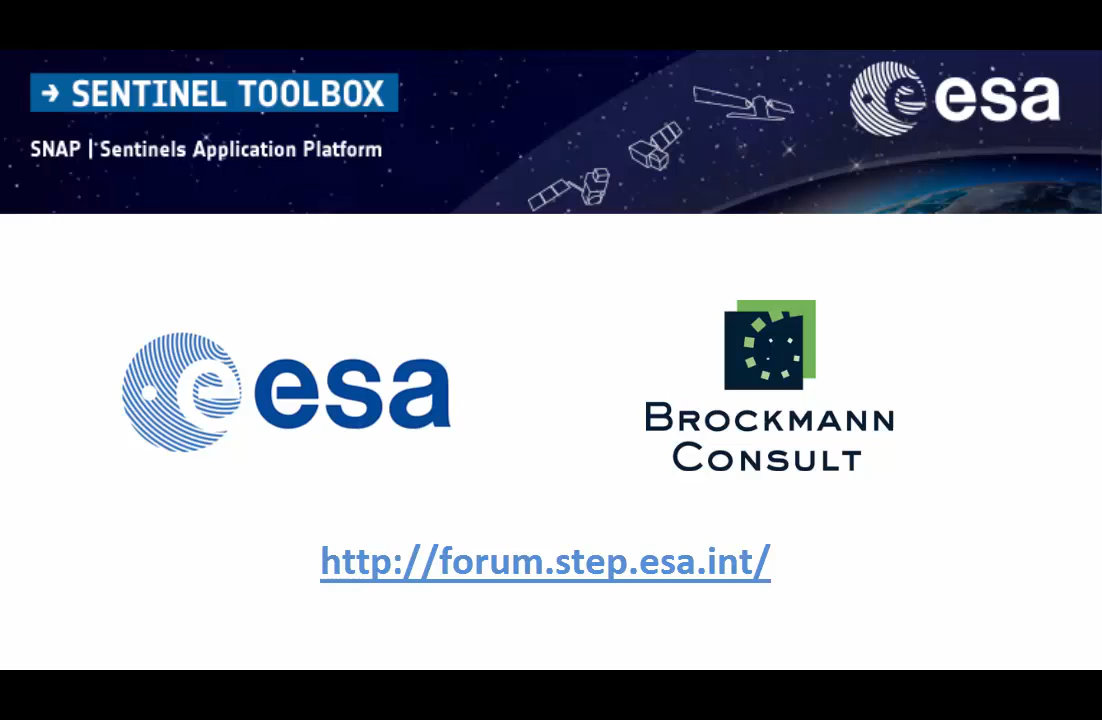 → SENTINEL TOOLBOX
esa
SNAP | Sentinels Application Platform
esa
BROCKMANN
CONSULT
http://forum.step.esa.int/